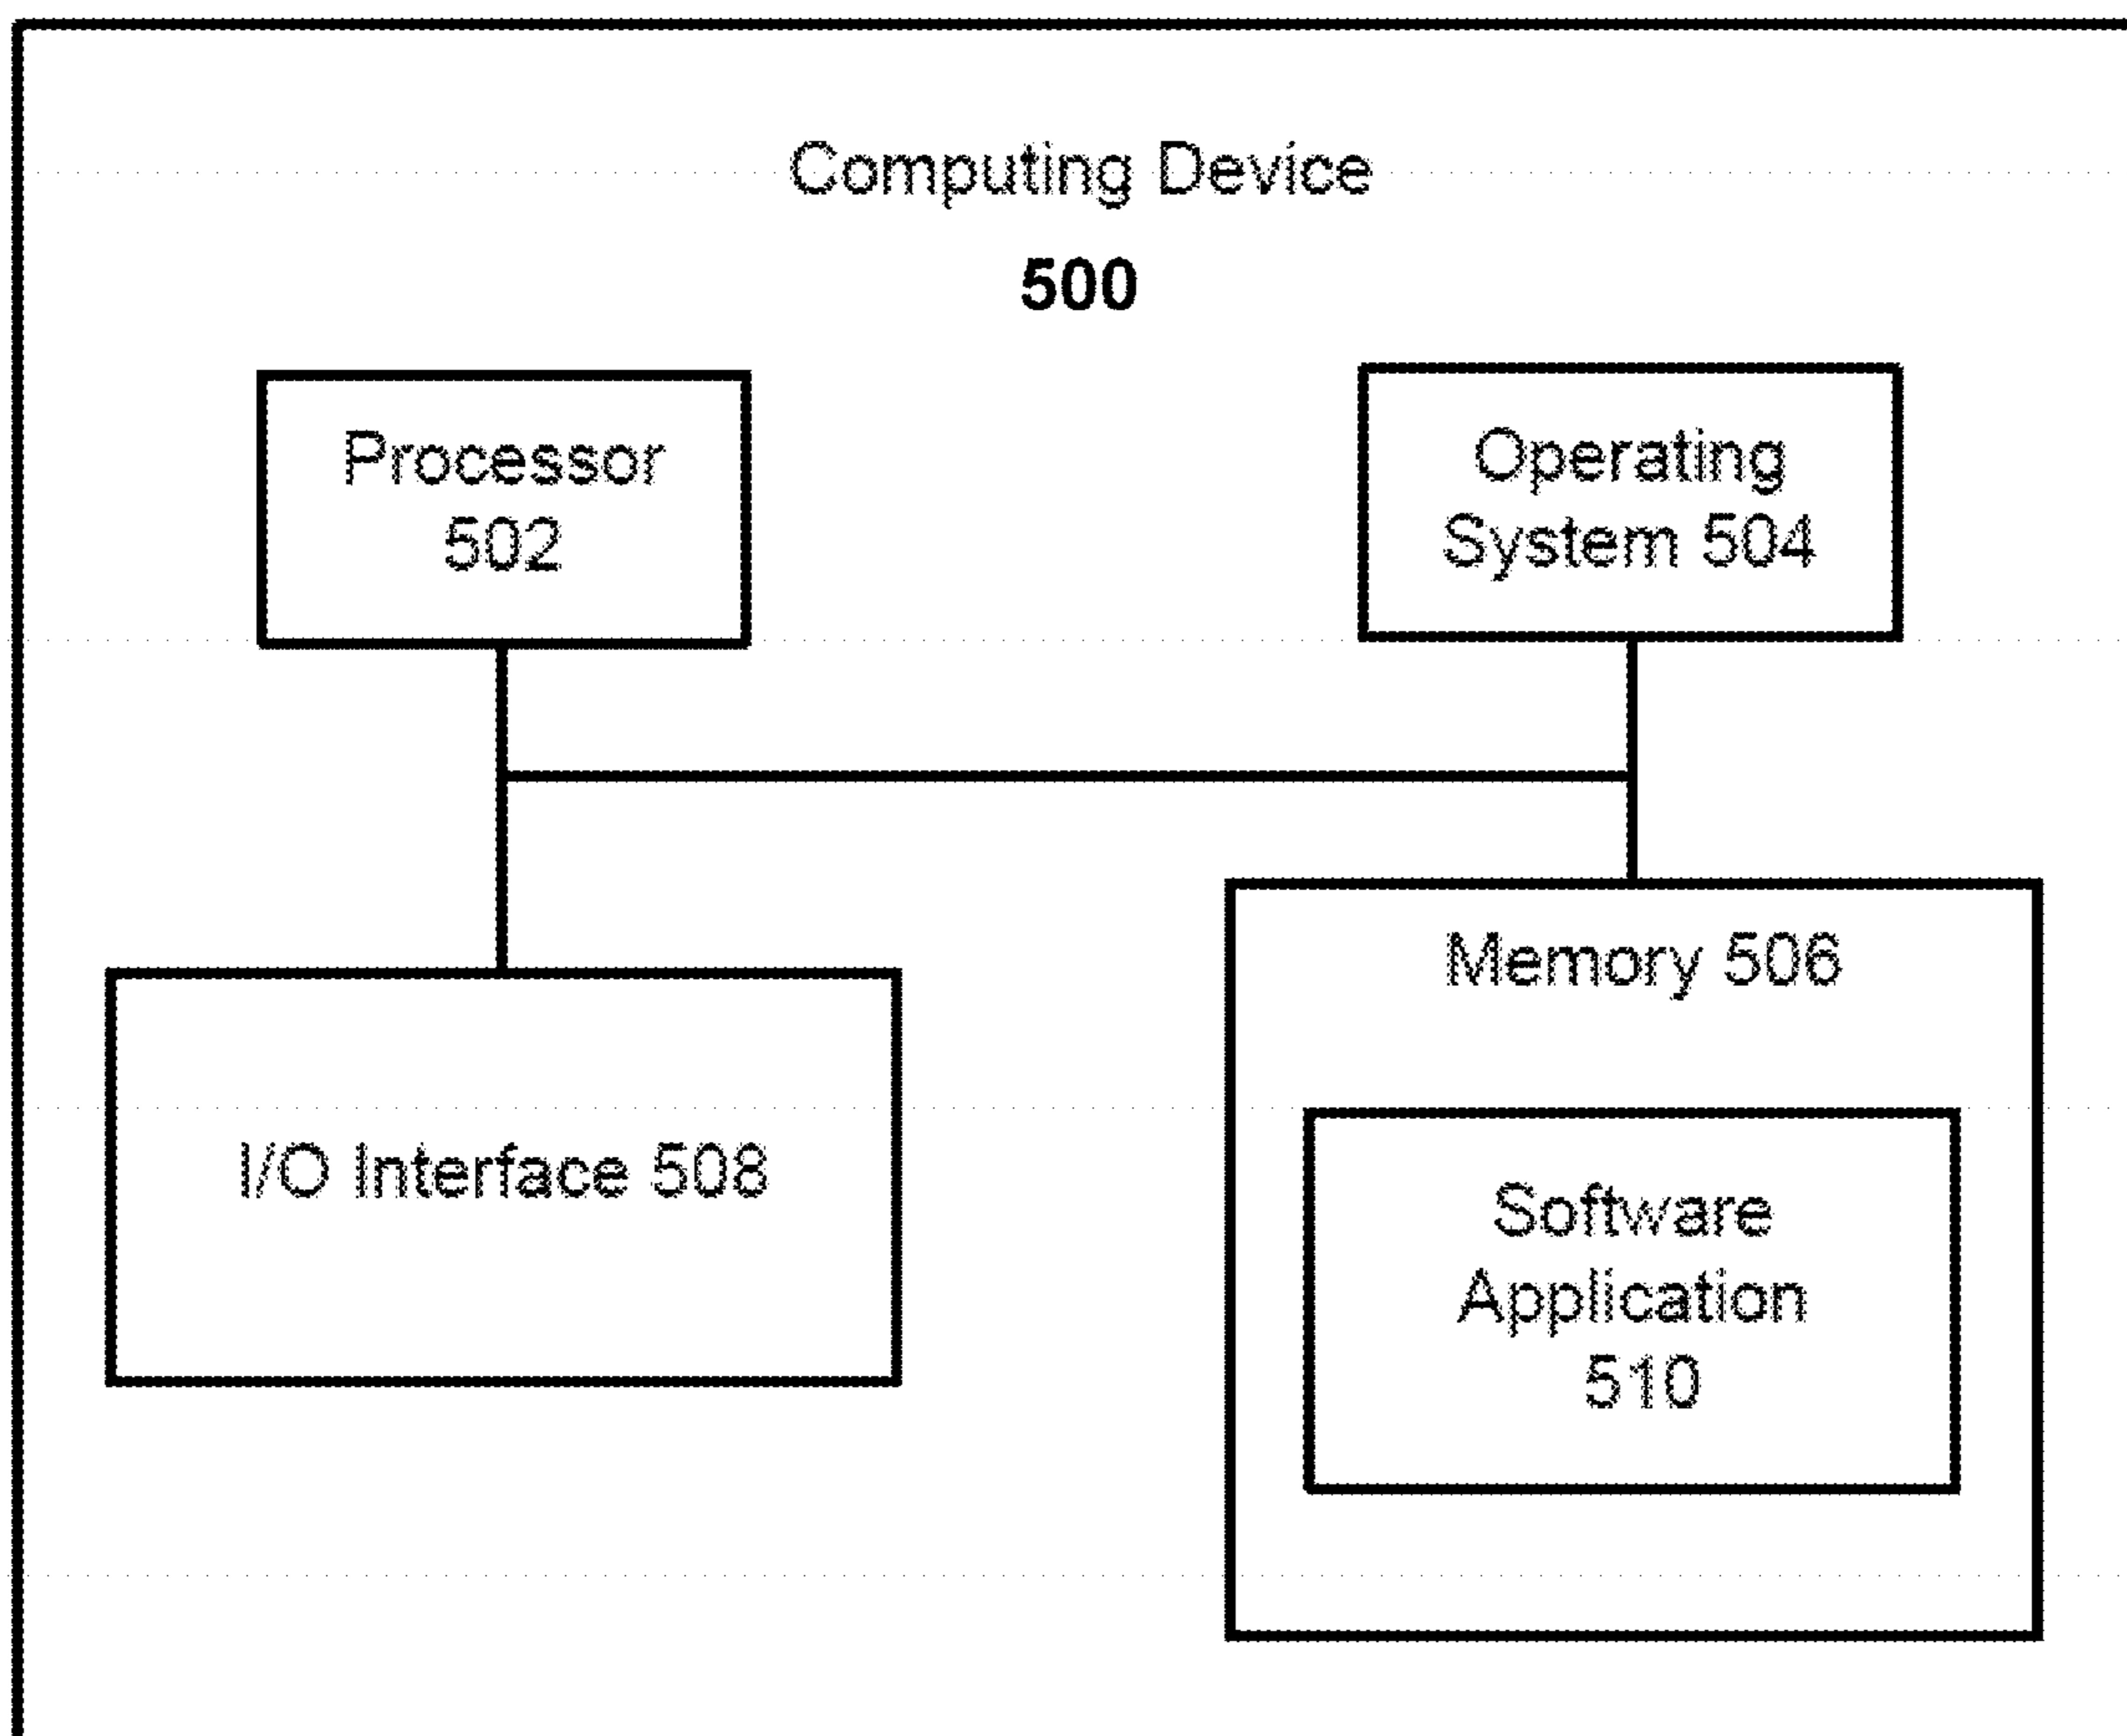 Computing Device
500
Processor
502
Operating
System 504
I/O Interface 508
Memory 506
Software
Application
510